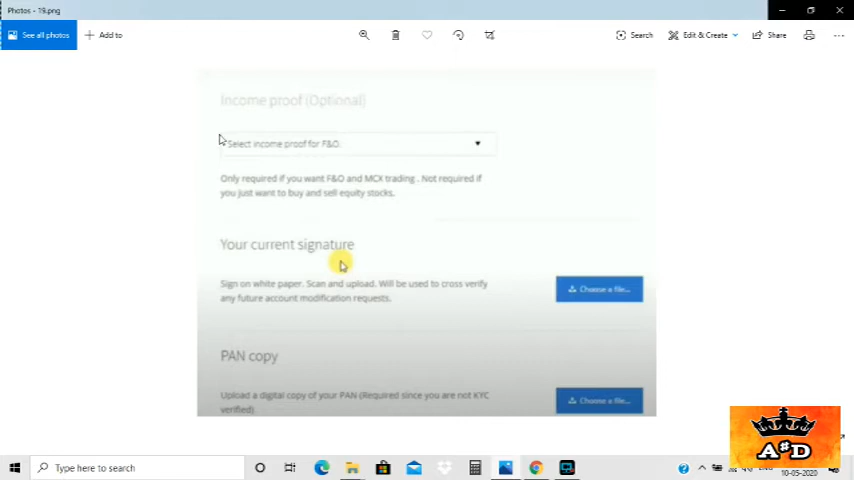 Photos - 19.png
See all photos
Add to
Search
Edit & Create
Share
Income proof (Optional)
Select income proof for F&O.
Only required if you want F&O and MCX trading . Not required if
you just want to buy and sell equity stocks.
Your current signature
Sign on white paper. Scan and upload. Will be used to cross verify
any future account modification requests.
Choose a file...
PAN copy
Upload a digital copy of your PAN (Required since you are not KYC
verified)
Choose a file...
A#D
Type here to search
10-05-2020